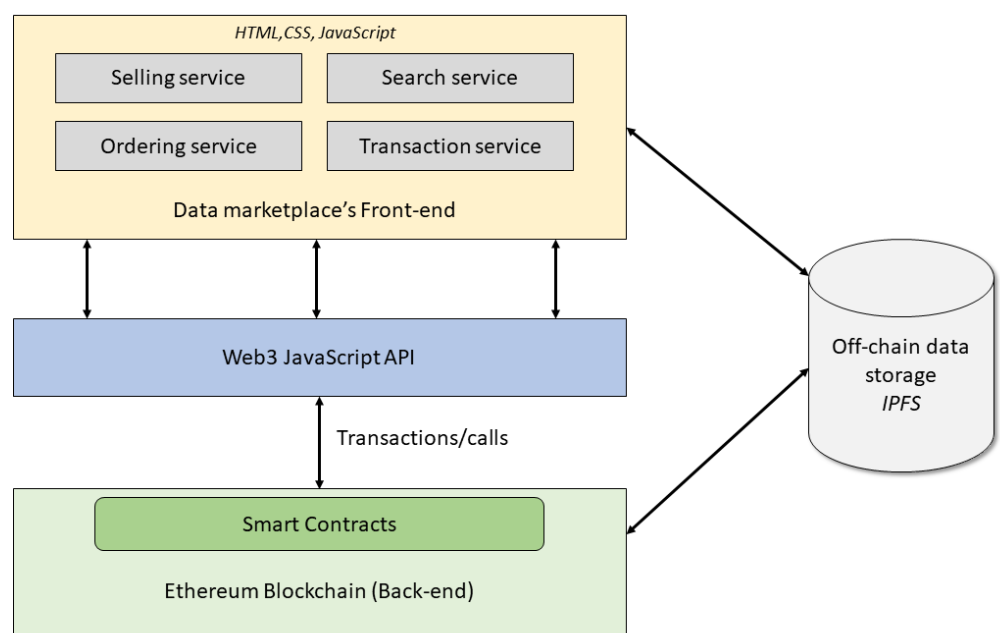 HTML,CSS, JavaScript
Selling service
Search service
Ordering service
Transaction service
Data marketplace's Front-end
Web3 JavaScript API
Transactions/calls
Smart Contracts
Ethereum Blockchain (Back-end)
Off-chain data
storage
IPFS